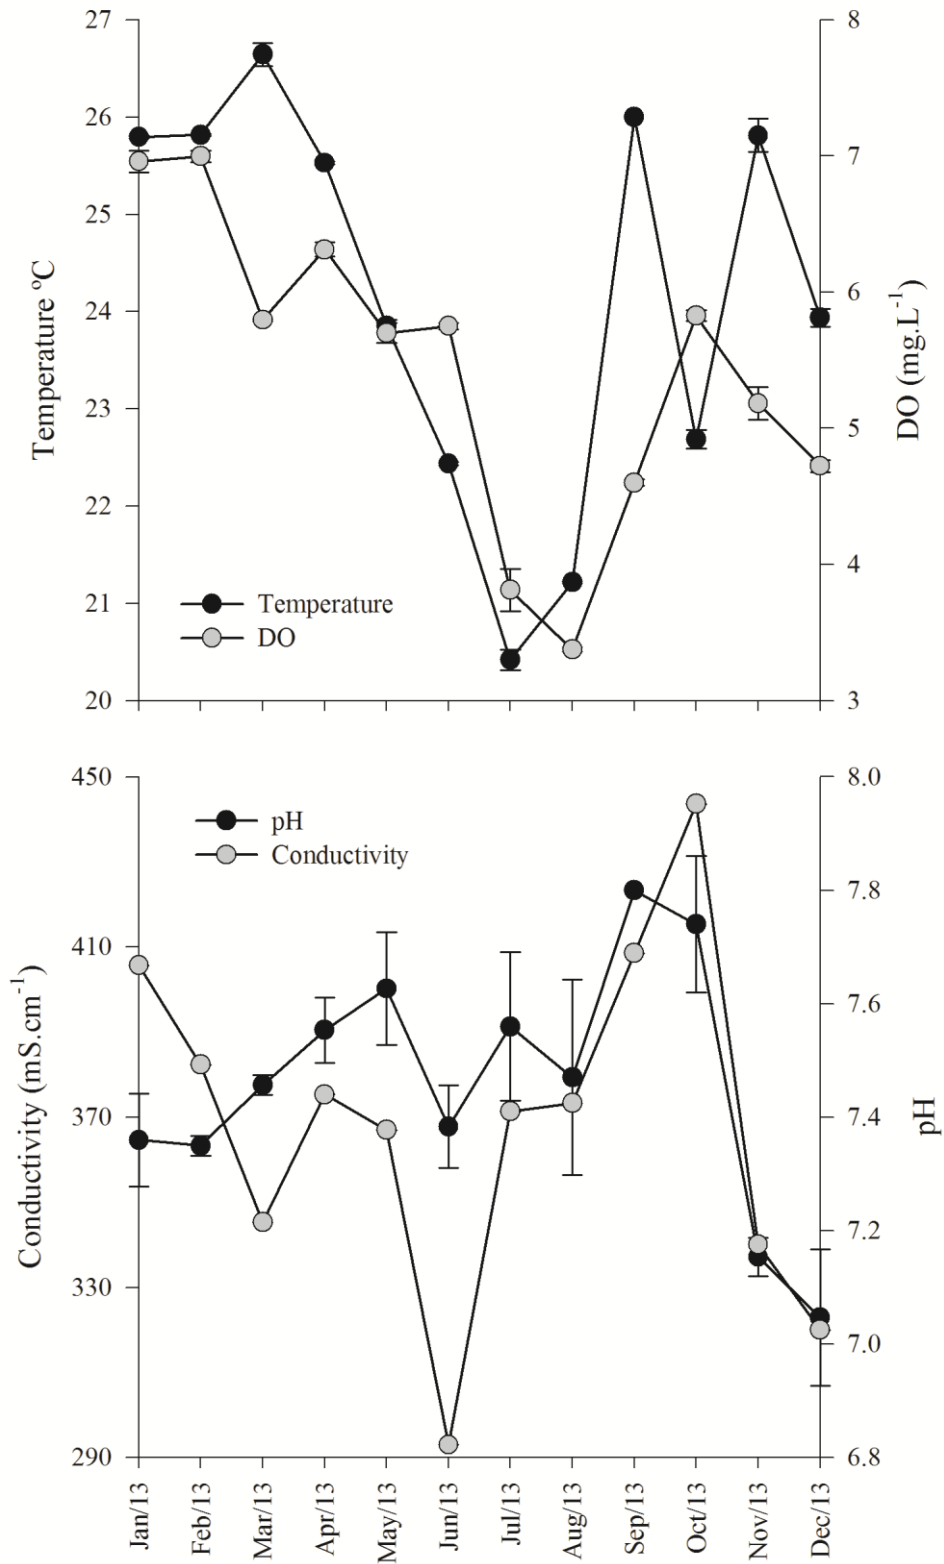 27
26
25
24
23
22
21
20
Temperature ºC
8
7
6
5
4
3
DO (mg.L-1)
Temperature
DO
450
410
370
330
290
Conductivity (mS.cm-1)
8.0
7.8
7.6
7.4
7.2
7.0
6.8
pH
pH
Conductivity
Jan/13
Feb/13
Mar/13
Apr/13
May/13
Jun/13
Jul/13
Aug/13
Sep/13
Oct/13
Nov/13
Dec/13